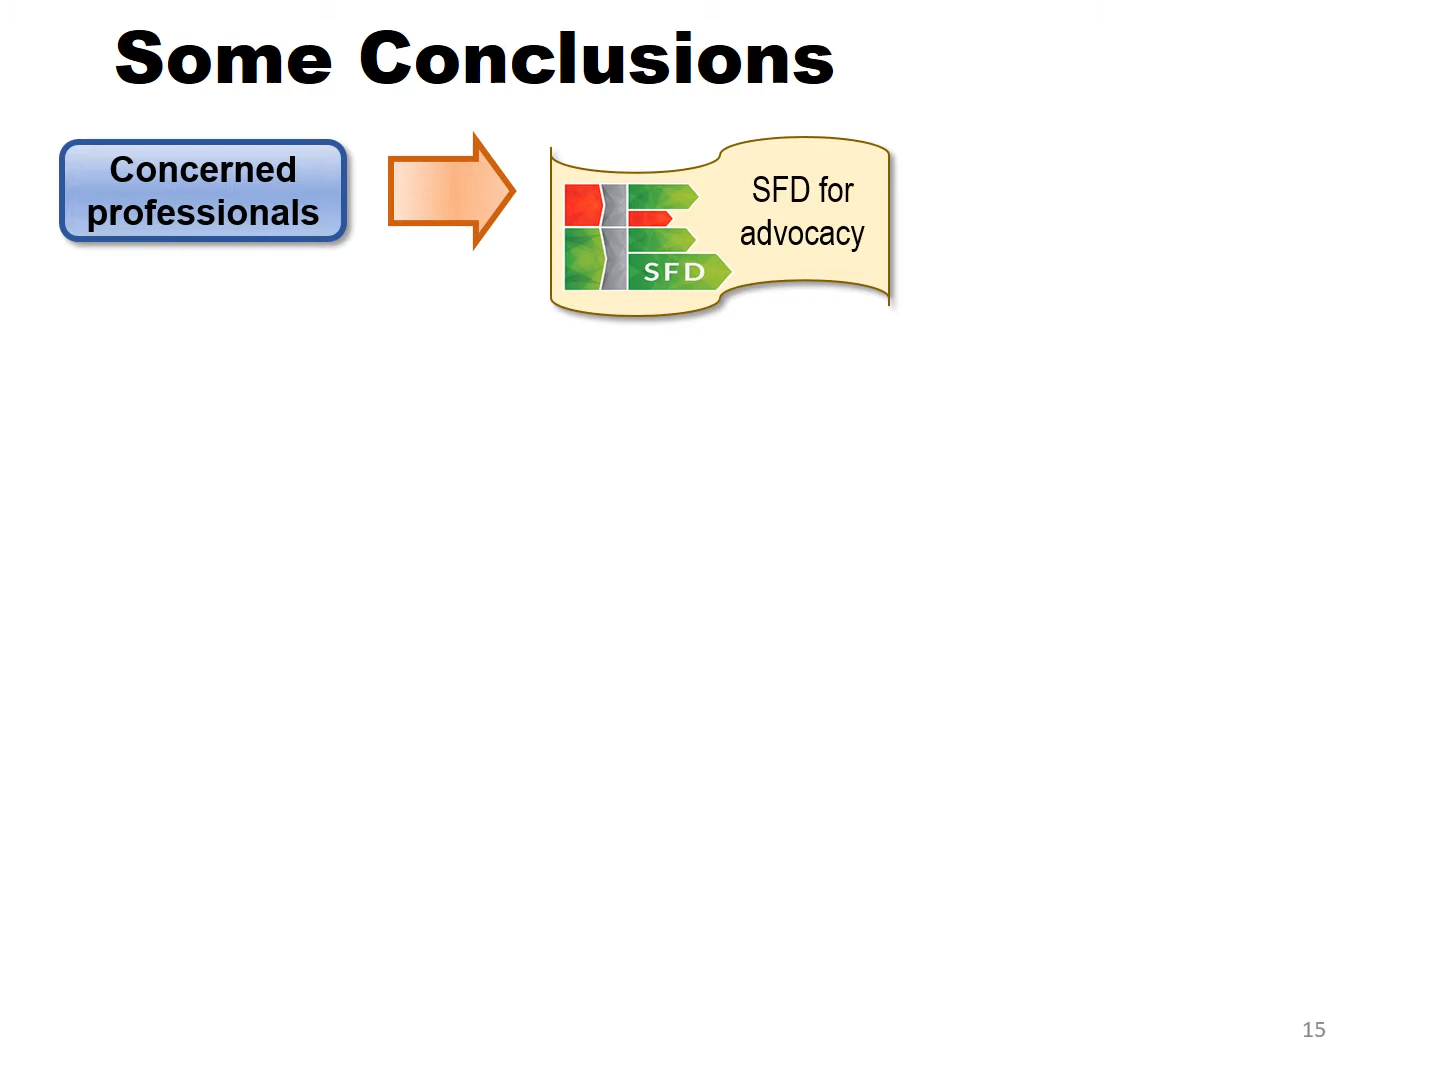 Some Conclusions
Concerned
professionals
SFD for
advocacy
SFD
15